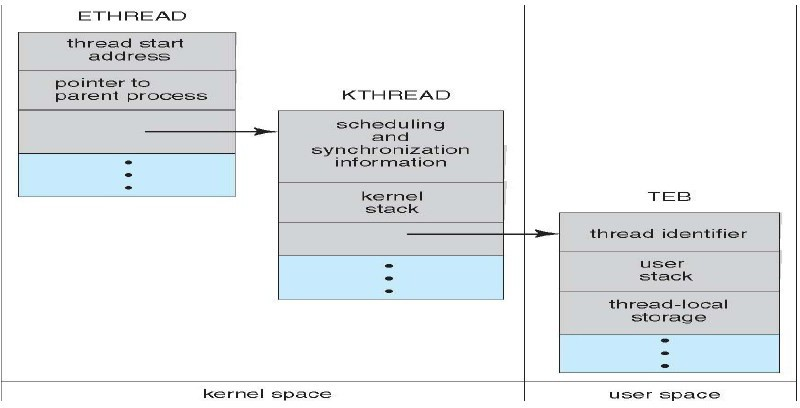 ETHREAD
thread start
address
pointer to
parent process
KTHREAD
scheduling
and
synchronization
information
kernel
stack
TEB
thread identifier
user
stack
thread-local
storage
kernel space
user space